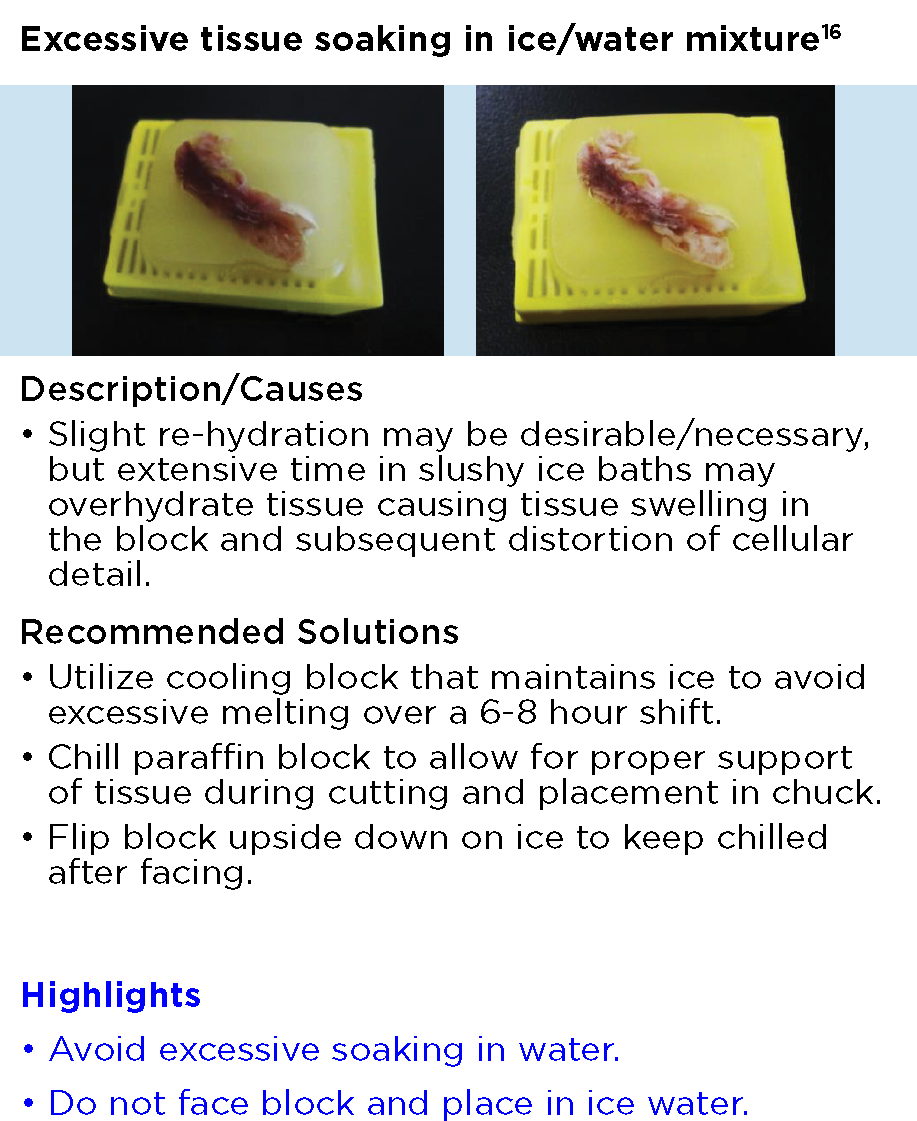 Excessive tissue soaking in ice/water mixture16
Description/Causes
• Slight re-hydration may be desirable/necessary,
but extensive time in slushy ice baths may
overhydrate tissue causing tissue swelling in
the block and subsequent distortion of cellular
detail.
Recommended Solutions
• Utilize cooling block that maintains ice to avoid
excessive melting over a 6-8 hour shift.
• Chill paraffin block to allow for proper support
of tissue during cutting and placement in chuck.
• Flip block upside down on ice to keep chilled
after facing.
Highlights
• Avoid excessive soaking in water.
• Do not face block and place in ice water.